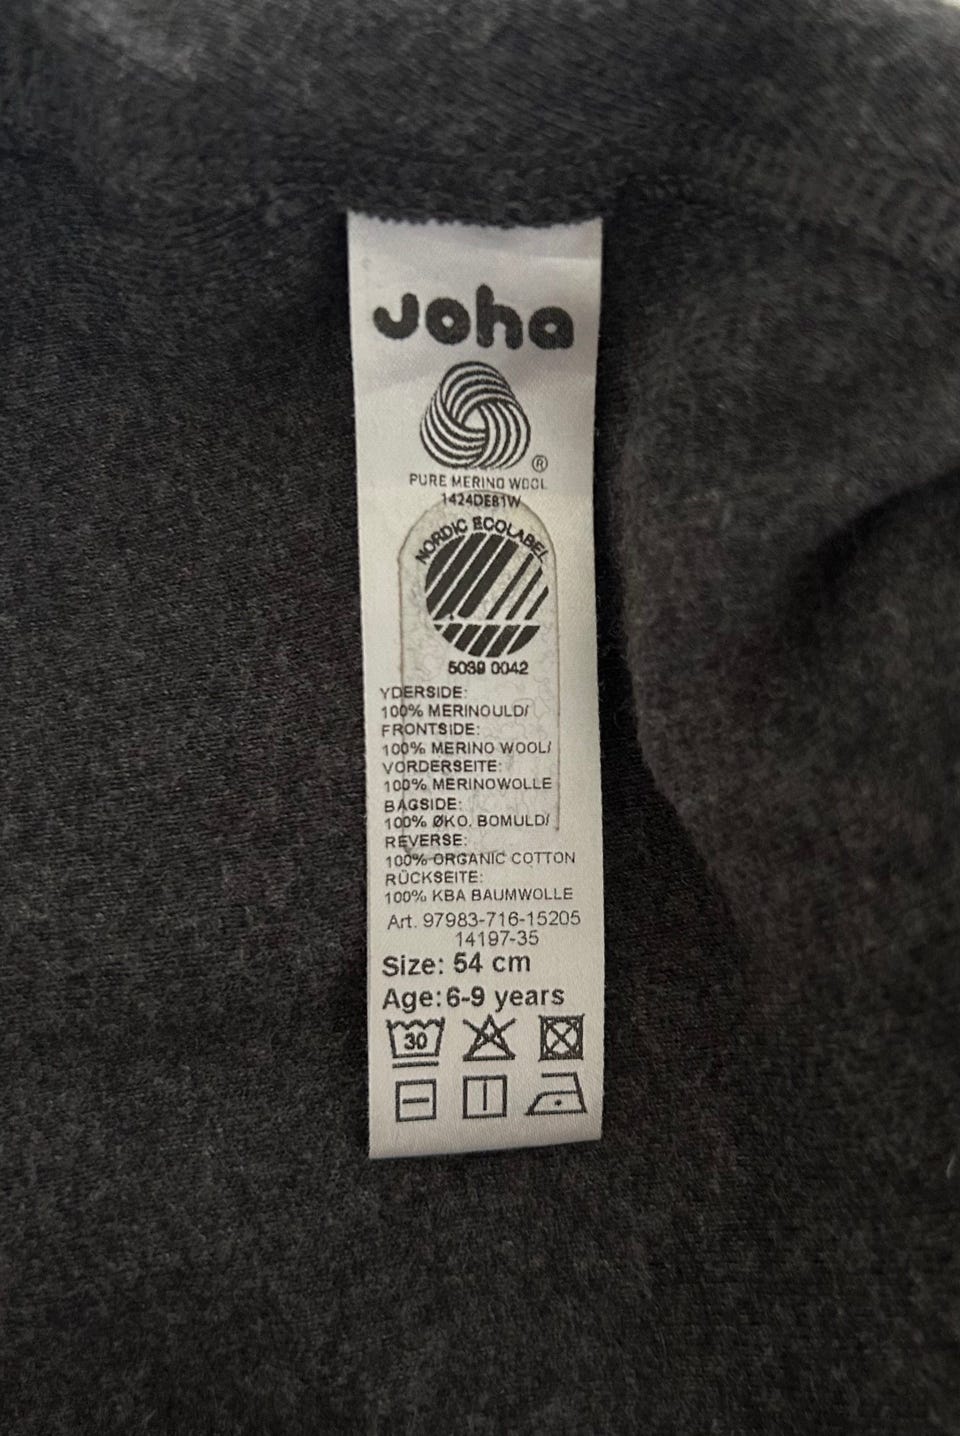 Joha
®
PURE MERINO WOOL
1424DE81W
NORDIC ECOLABEL
5039 0042
YDERSIDE:
100% MERINOULD/
FRONTSIDE:
100% MERINO WOOL/
VORDERSEITE:
100% MERINOWOLLE
BAGSIDE:
100% ØKO. BOMULD/
REVERSE:
100% ORGANIC COTTON
RÜCKSEITE:
100% KBA BAUMWOLLE
Art. 97983-716-15205
14197-35
Size: 54 cm
Age: 6-9 years
30